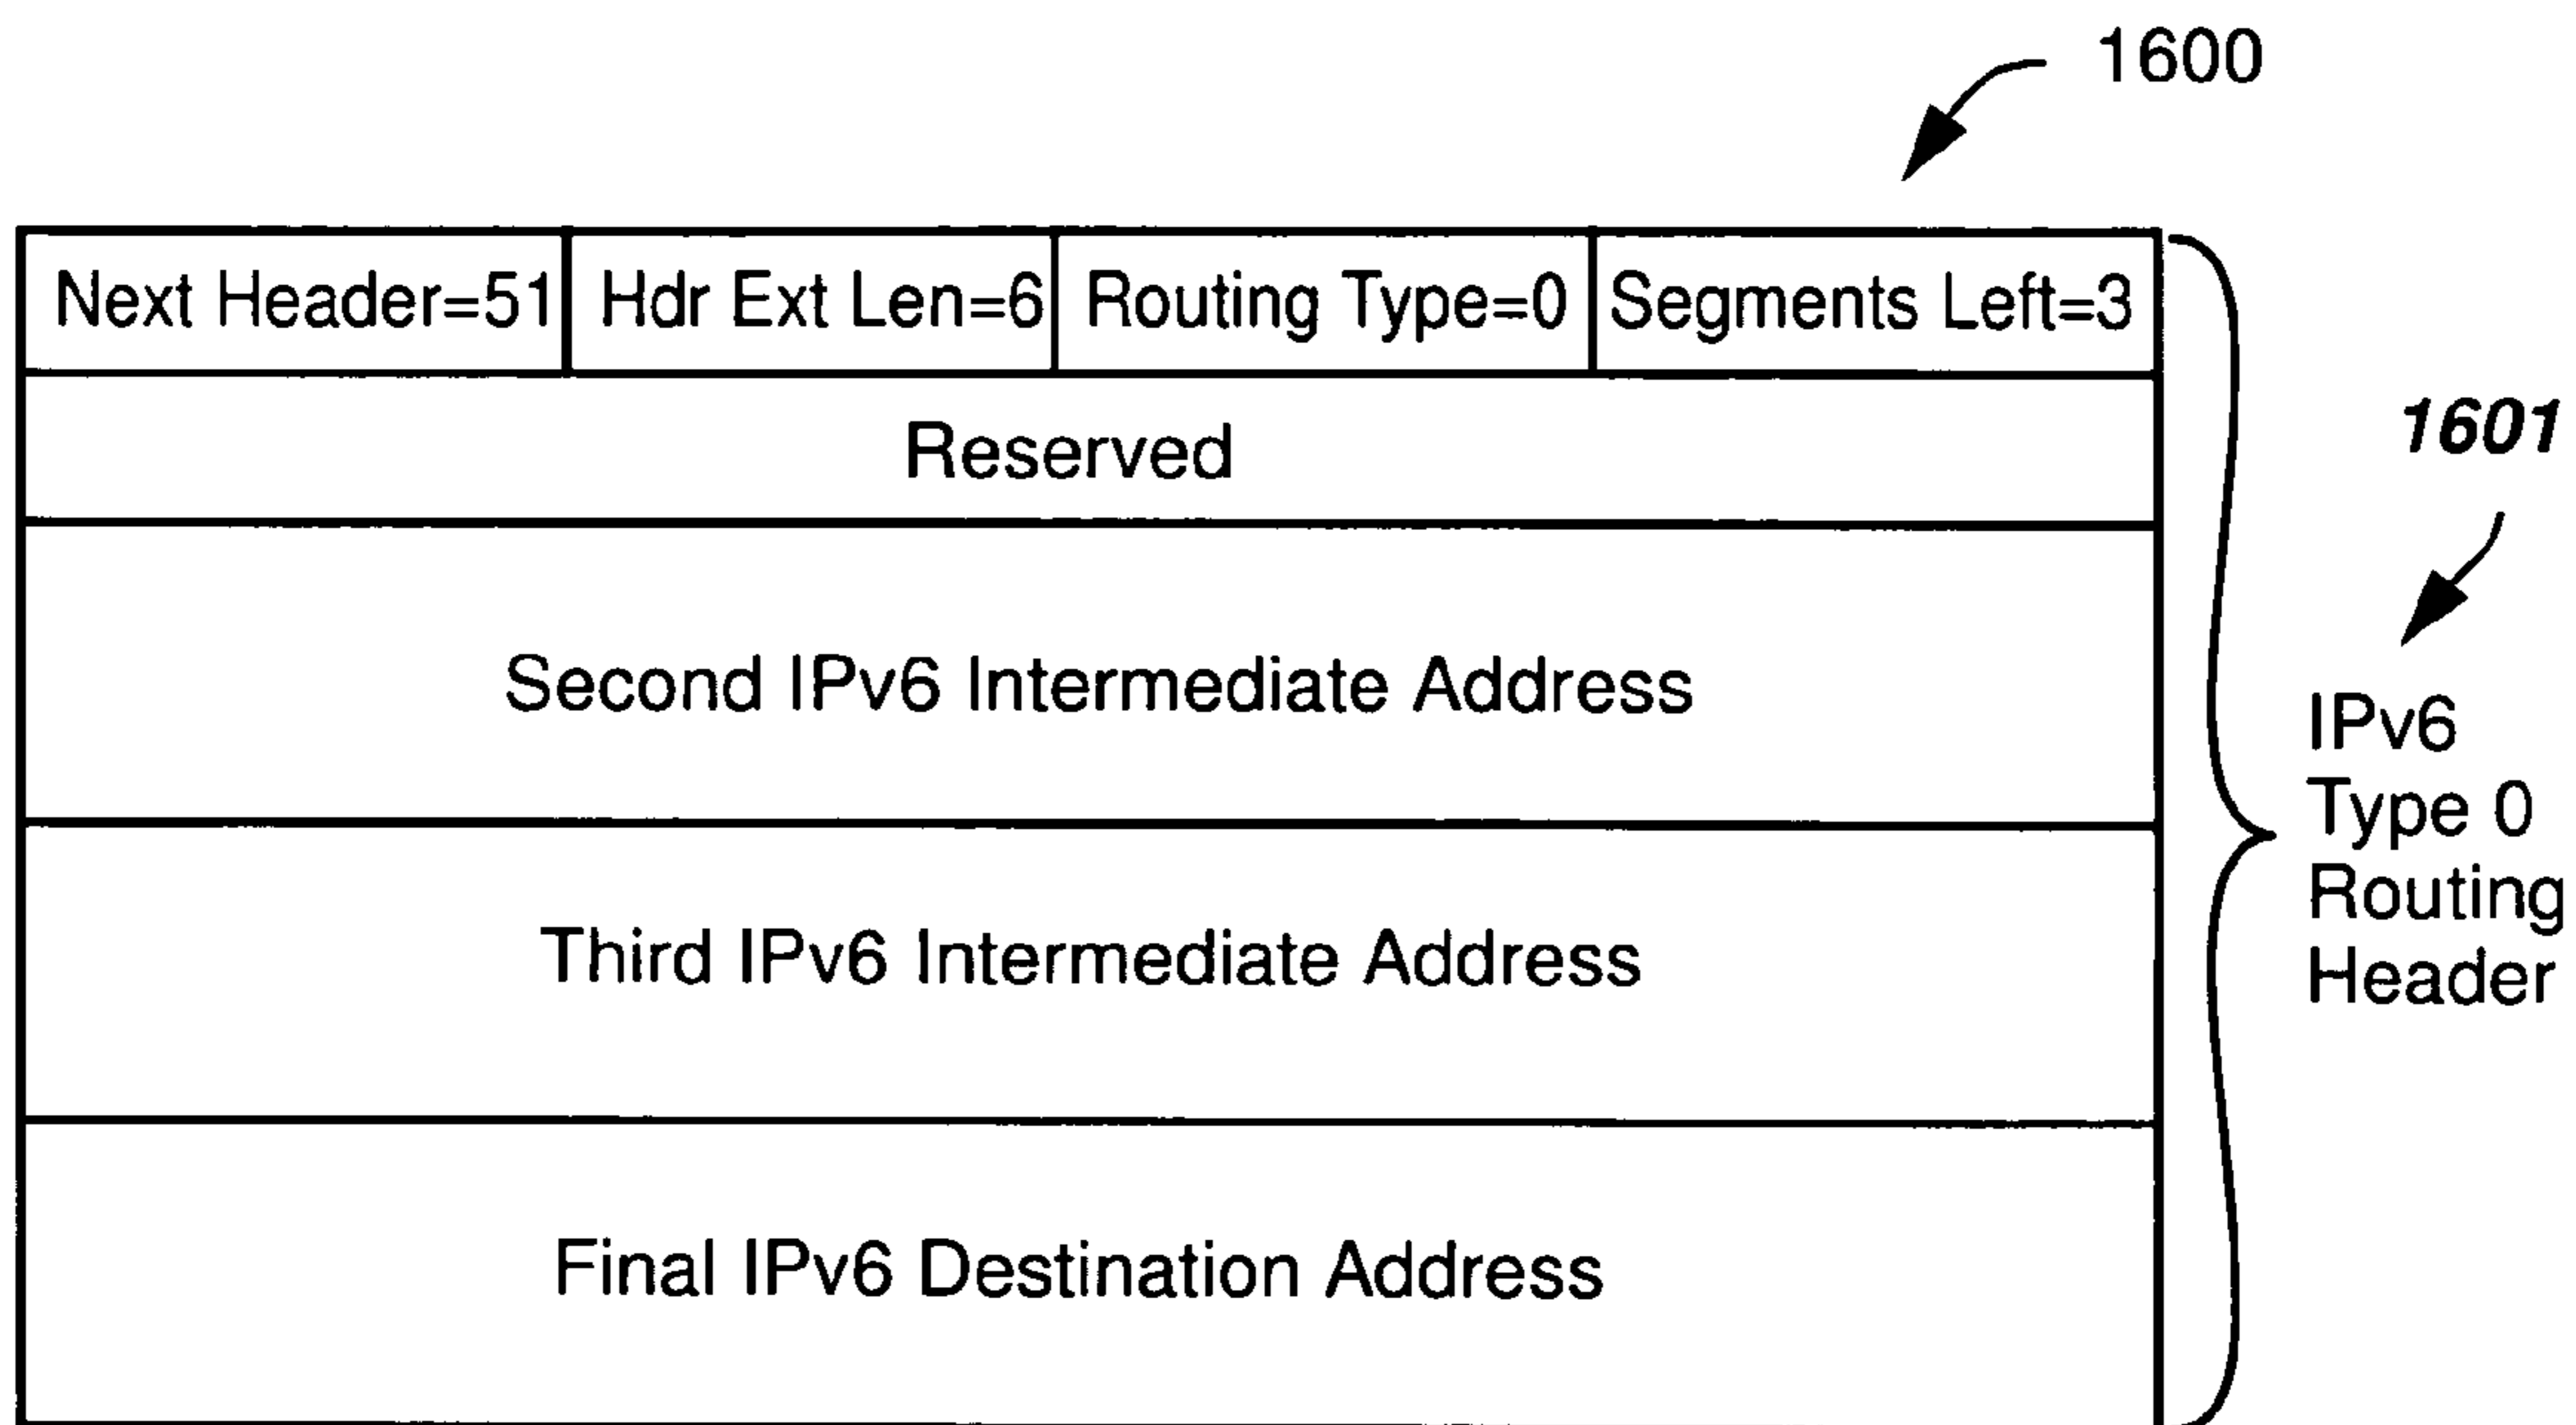 1600
Next Header=51
Hdr Ext Len=6
Routing Type=0
Segments Left=3
Reserved
Second IPv6 Intermediate Address
Third IPv6 Intermediate Address
Final IPv6 Destination Address
1601
IPv6
Type 0
Routing
Header